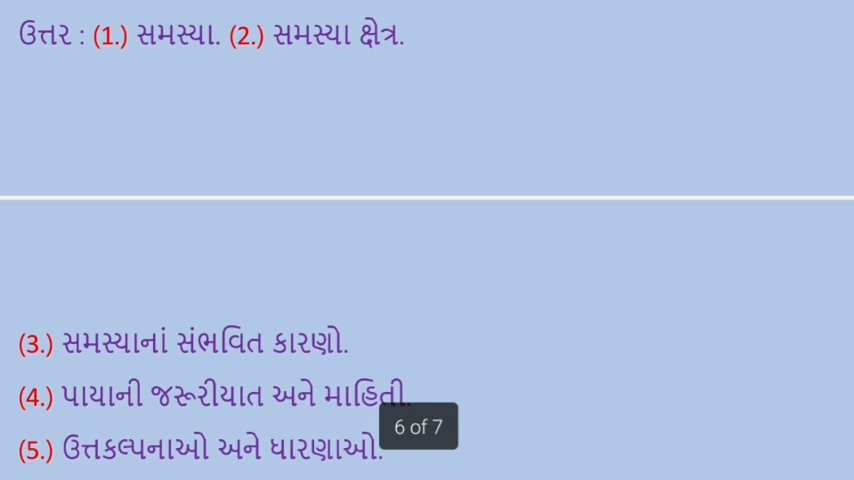 ઉત્તર : (1.) સમસ્યા. (2.) સમસ્યા ક્ષેત્ર.
(3.) સમસ્યાનાં સંભવિત કારણો.
(4.) પાયાની જરૂરીયાત અને માહિતી.
6 of 7
(5.) ઉત્તકલ્પનાઓ અને ધારણાઓ.